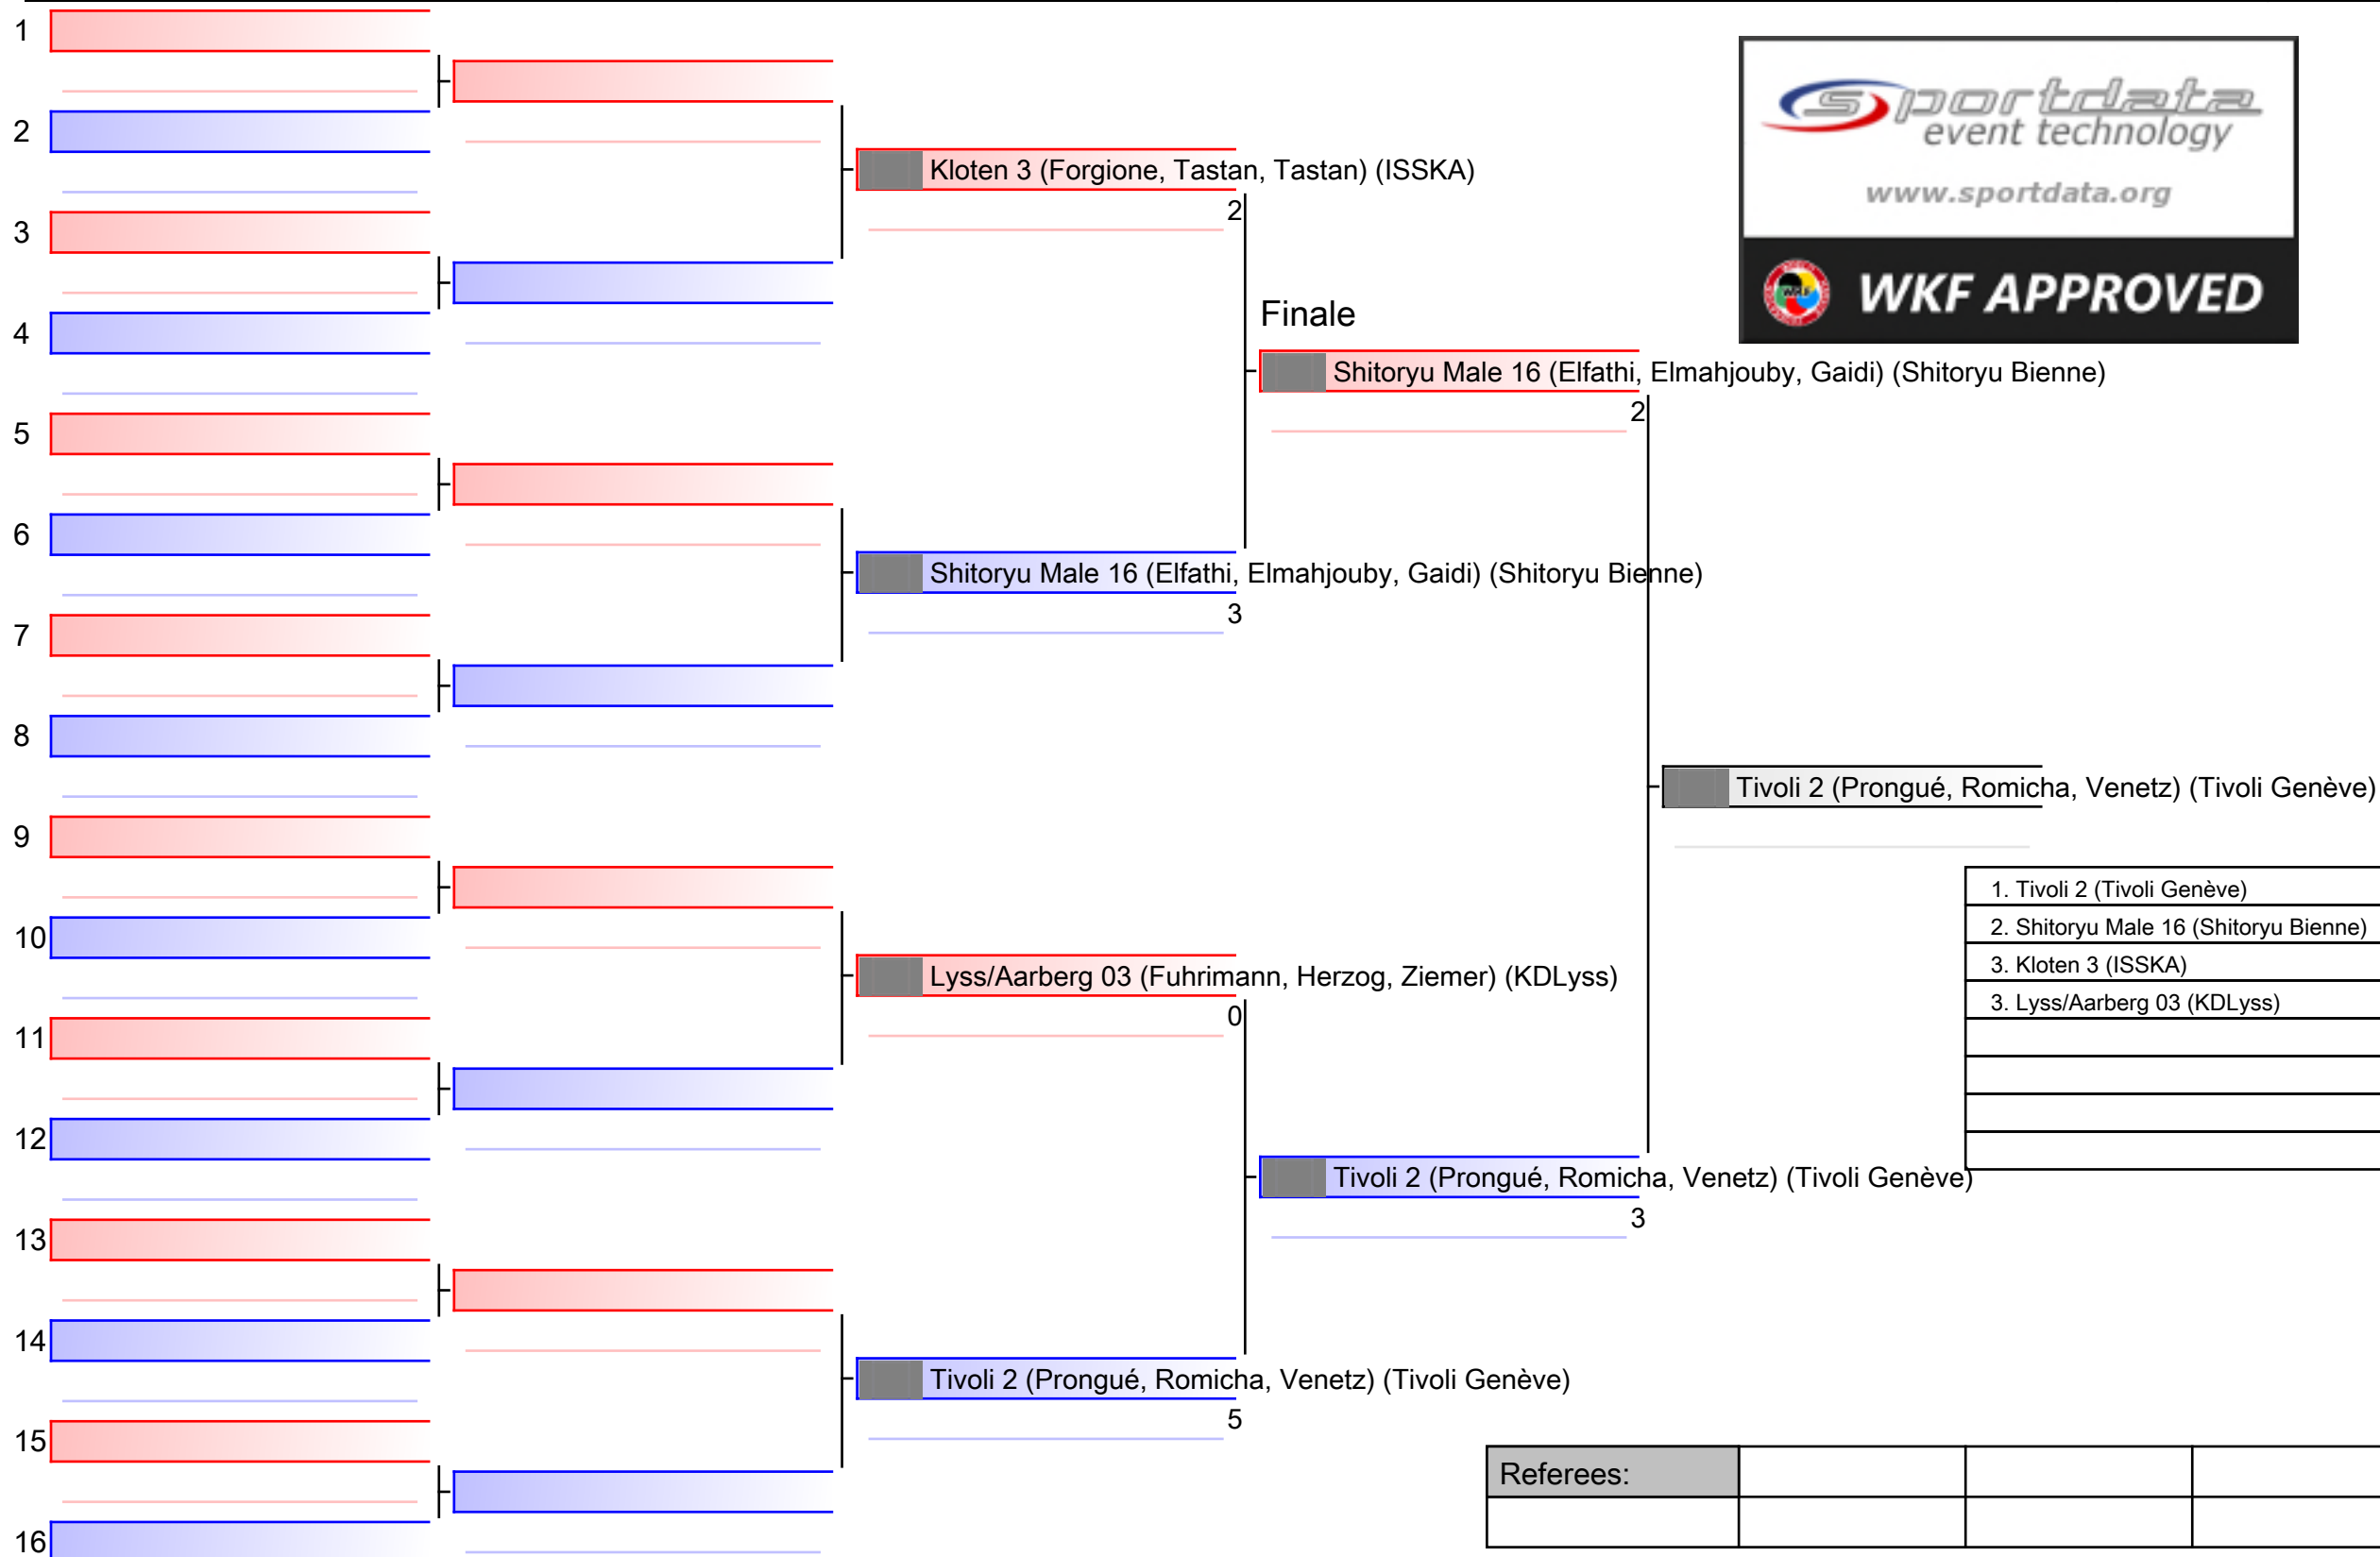 1
2
3
4
5
6
7
8
9
10
11
12
13
14
15
16
Kloten 3 (Forgione, Tastan, Tastan) (ISSKA)
2
Shitoryu Male 16 (Elfathi, Elmahjouby, Gaidi) (Shitoryu Bienne)
3
Lyss/Aarberg 03 (Fuhrimann, Herzog, Ziemer) (KDLyss)
0
Tivoli 2 (Prongué, Romicha, Venetz) (Tivoli Genève)
5
Finale
Shitoryu Male 16 (Elfathi, Elmahjouby, Gaidi) (Shitoryu Bienne)
2
Tivoli 2 (Prongué, Romicha, Venetz) (Tivoli Genève)
3
sportdata
event technology
www.sportdata.org
WKF
WKF APPROVED
Tivoli 2 (Prongué, Romicha, Venetz) (Tivoli Genève)
1. Tivoli 2 (Tivoli Genève)
2. Shitoryu Male 16 (Shitoryu Bienne)
3. Kloten 3 (ISSKA)
3. Lyss/Aarberg 03 (KDLyss)
Referees: